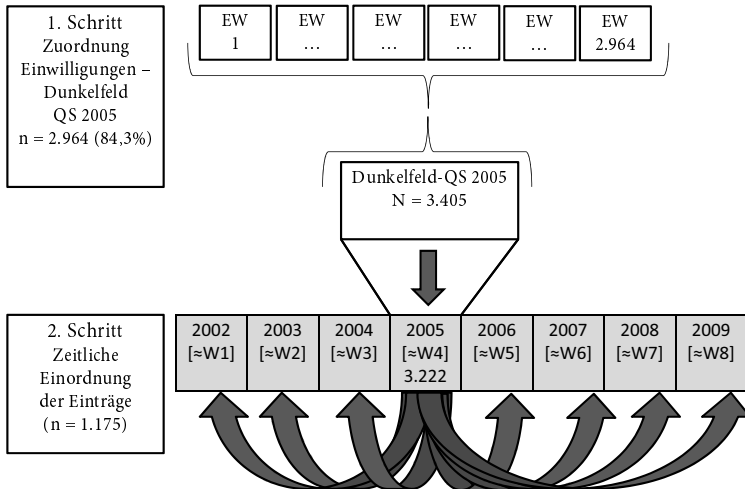 1. Schritt
Zuordnung
Einwilligungen –
Dunkelfeld
QS 2005
n = 2.964 (84,3%)
EW EW EW EW EW EW
1 … … … … 2.964
Dunkelfeld-QS 2005
N = 3.405
2. Schritt
Zeitliche
Einordnung
der Einträge
(n = 1.175)
2002 2003 2004 2005 2006 2007 2008 2009
[≈W1] [≈W2] [≈W3] [≈W4] [≈W5] [≈W6] [≈W7] [≈W8]
3.222